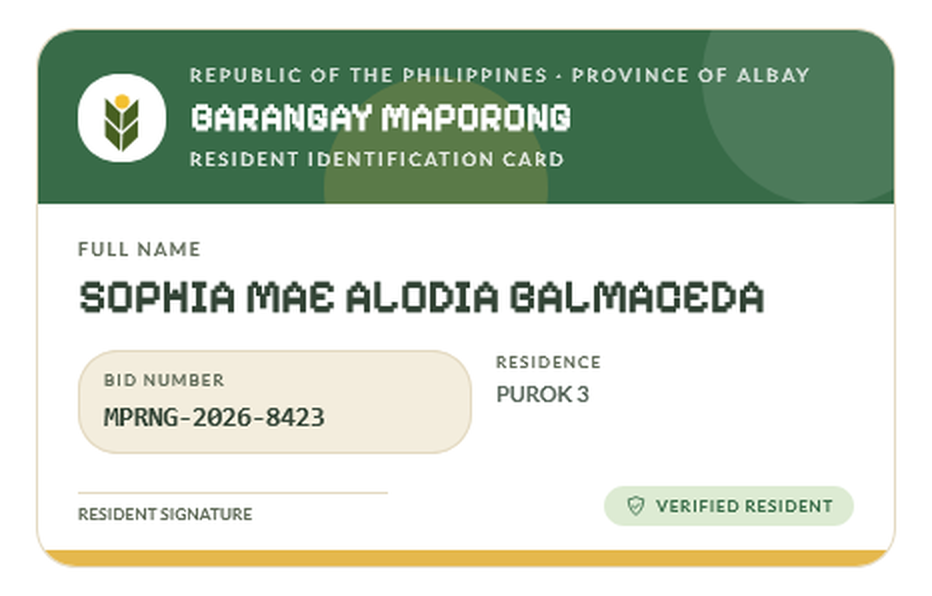 REPUBLIC OF THE PHILIPPINES · PROVINCE OF ALBAY
BARANGAY MAPORONG
RESIDENT IDENTIFICATION CARD
FULL NAME
SOPHIA MAE ALODIA BALMACEDA
BID NUMBER
MPRNG-2026-8423
RESIDENCE
PUROK 3
RESIDENT SIGNATURE
VERIFIED RESIDENT